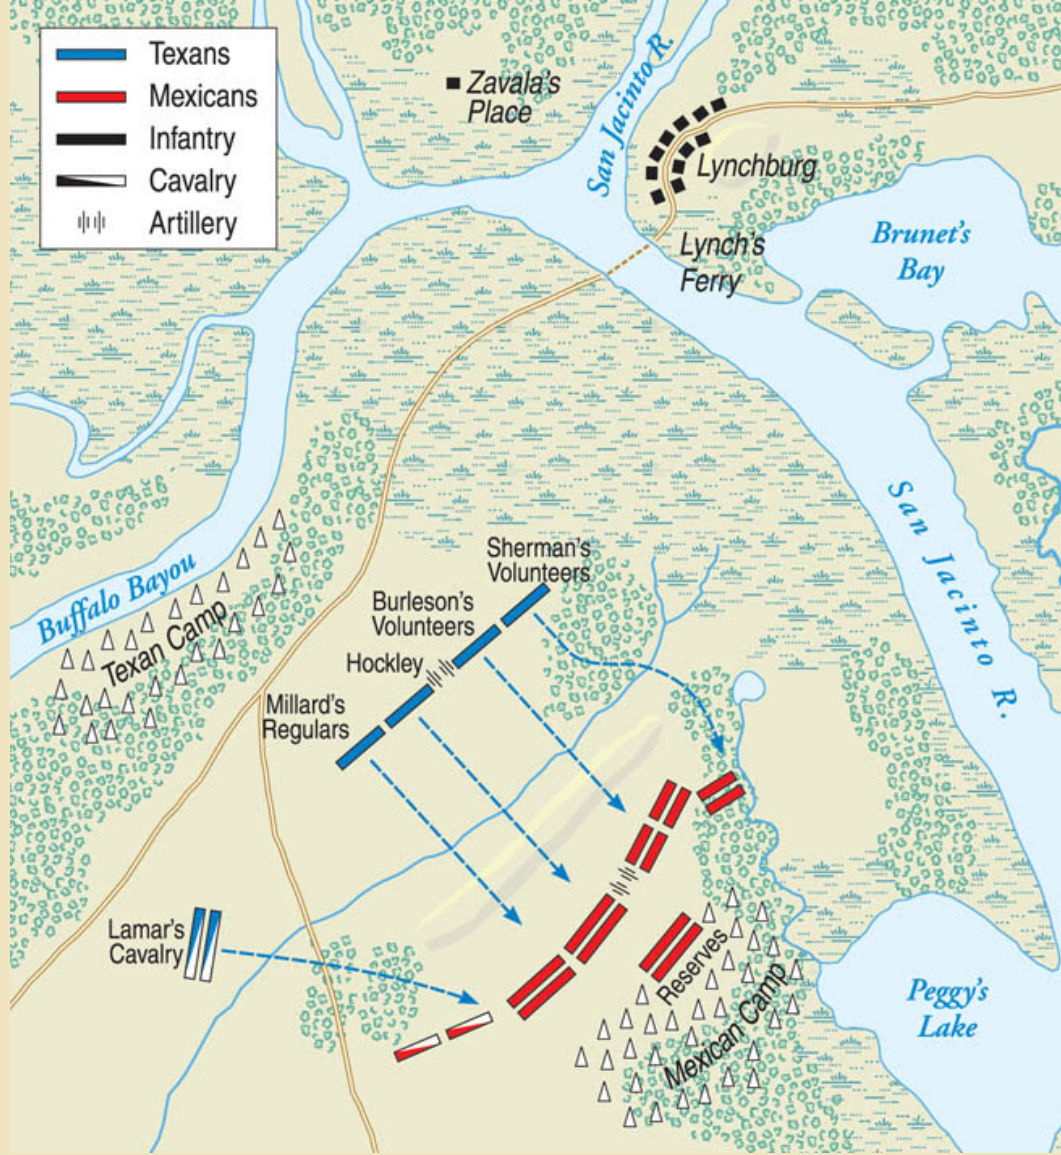 Texans
Mexicans
Infantry
Cavalry
Artillery
Zavala's
Place
San Jacinto R.
Lynchburg
Lynch's
Ferry
Brunet's
Bay
San Jacinto R.
Buffalo Bayou
Texan Camp
Sherman's
Volunteers
Burleson's
Volunteers
Hockley
Millard's
Regulars
Lamar's
Cavalry
Reserves
Mexican Camp
Peggy's
Lake